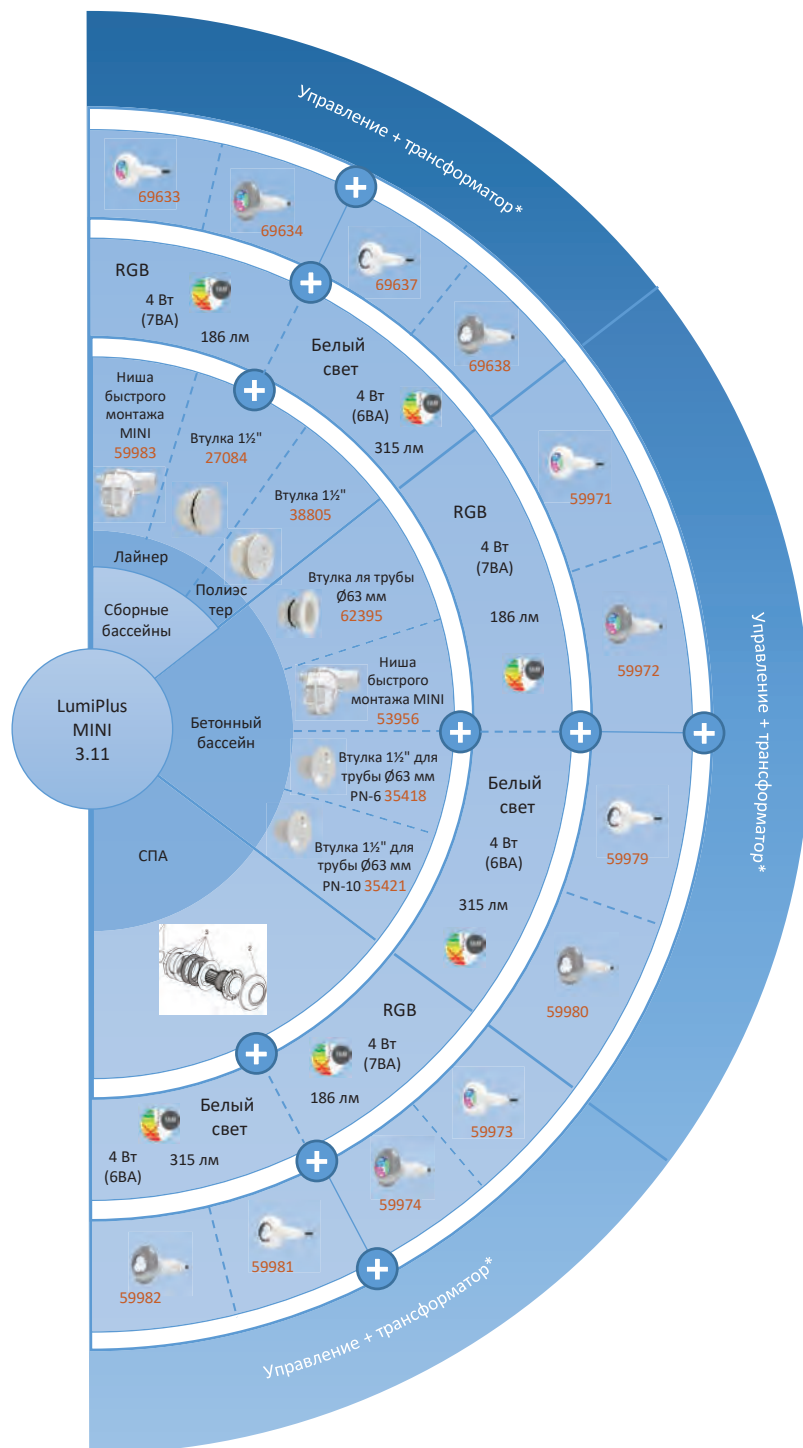 Управление + трансформатор*
69633
69634
69637
69638
RGB
4 Вт
(7ВА)
186 лм
Белый
свет
4 Вт
(6ВА)
315 лм
Ниша
быстрого
монтажа
MINI
59983
Втулка 1½"
27084
Втулка 1½"
38805
Лайнер
Полиэс
тер
Сборные
бассейны
LumiPlus
MINI
3.11
Бетонный
бассейн
СПА
Втулка ля трубы
Ø63 мм
62395
Ниша
быстрого
монтажа MINI
53956
Втулка 1½" для
трубы Ø63 мм
PN-6 35418
Втулка 1½" для
трубы Ø63 мм
PN-10 35421
RGB
4 Вт
(7ВА)
186 лм
59971
59972
Управление + трансформатор*
Белый
свет
4 Вт
(6ВА)
315 лм
59979
59980
RGB
4 Вт
(7ВА)
186 лм
59973
59974
Белый
свет
4 Вт
(6ВА)
315 лм
59981
59982
Управление + трансформатор*